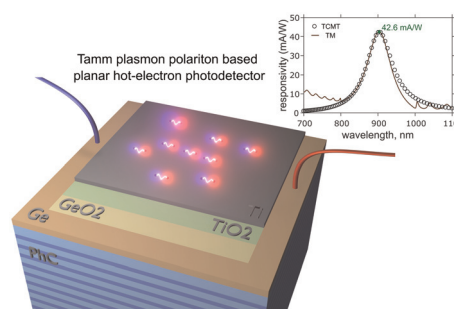 Tamm plasmon polariton based
planar hot-electron photodetector
responsivity (mA/W)
50
40
30
20
10
0
42.6 mA/W
TCMT
TM
700
800
900
1000
110
wavelength, nm
Ti
TiO2
GeO2
Ge
PhC